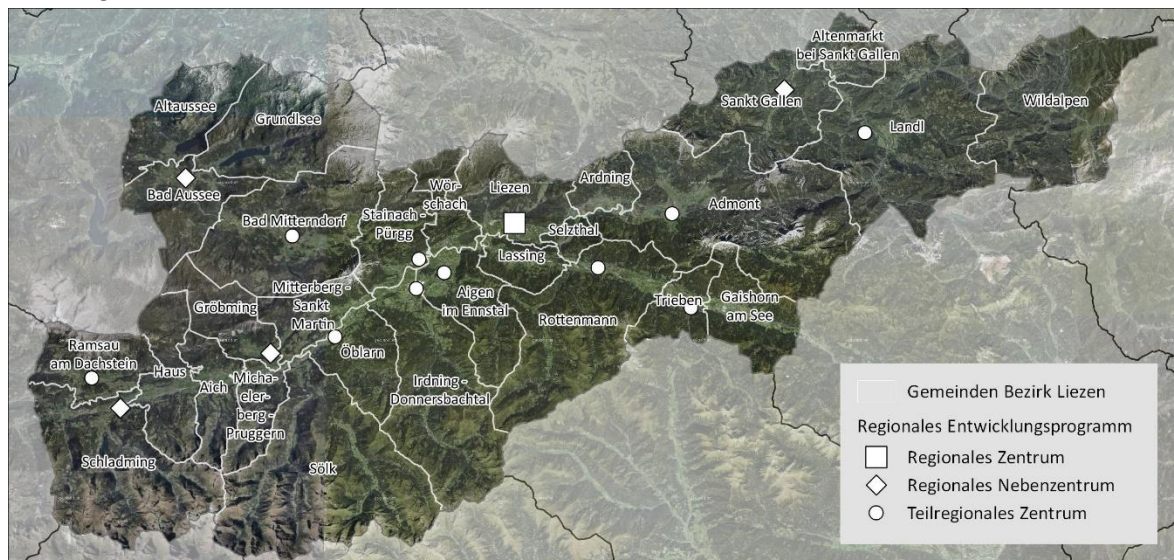 Altenmarkt
bei Sankt Gallen
Altaussee
Sankt Gallen
Wildalpen
Grundlsee
Landl
Bad Aussee
Wör-
schach
Liezen
Ardning
Bad Mitterndorf
Stainach -
Pürgg
Admont
Selzthal
Lassing
Mitterberg -
Sankt
Martin
Gröbming
Aigen
im Ennstal
Trieben
Gaishorn
am See
Rottenmann
Ramsau
am Dachstein
Haus
Aich
Öblarn
Micha-
elerberg -
Pruggern
Irdning -
Donnersbachtal
Schladming
Sölk
Gemeinden Bezirk Liezen
Regionales Entwicklungsprogramm
Regionales Zentrum
Regionales Nebenzentrum
Teilregionales Zentrum